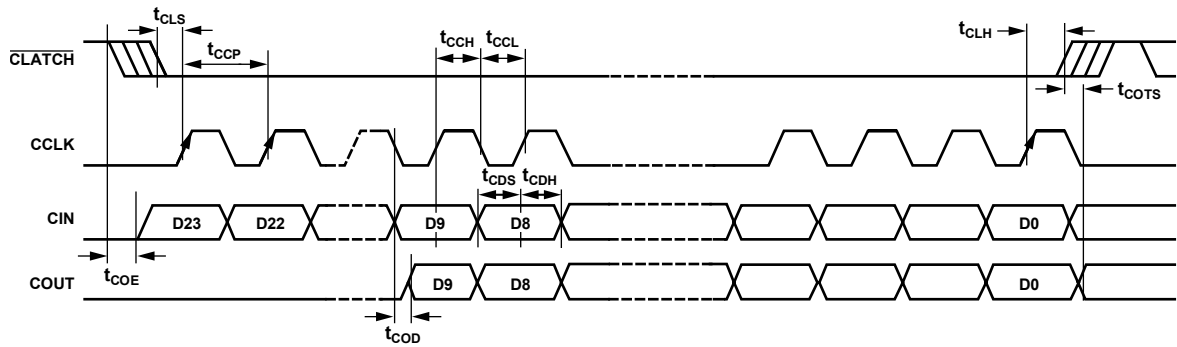 tCLS
tCCP
tCCH tCCL
tCLH
CLATCH
tCOTS
CCLK
tCDS tCDH
CIN D23 D22 D9 D8 D0
tCOE
COUT D9 D8 D0
tCOD